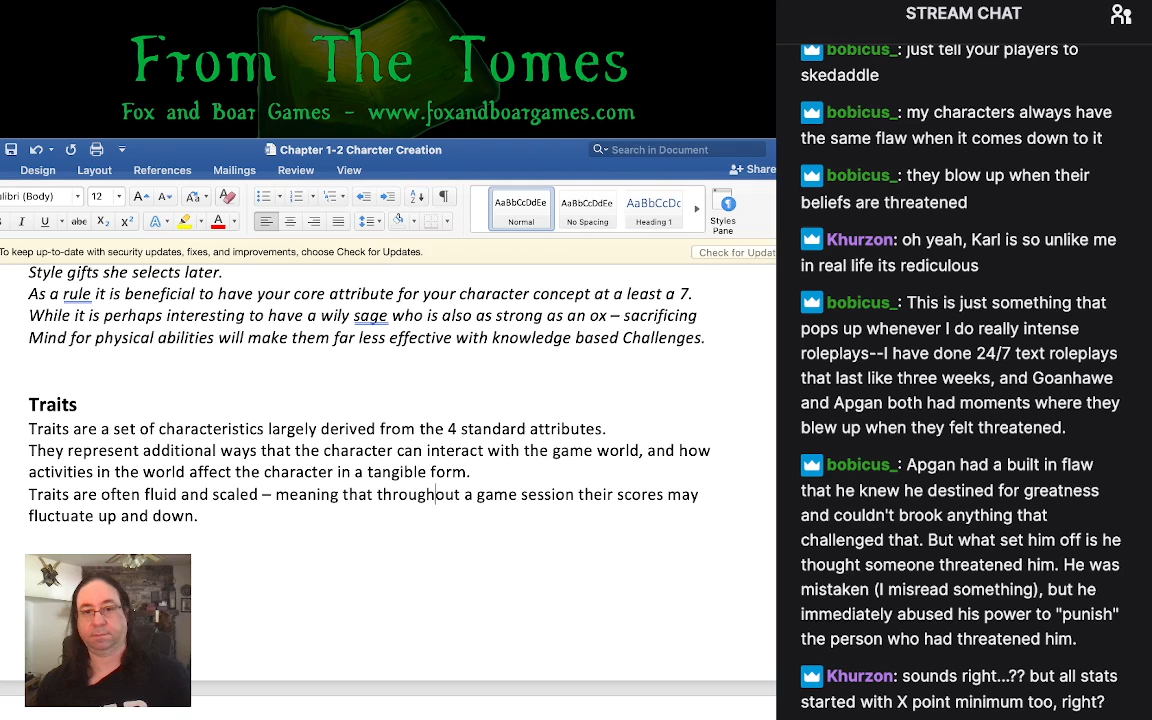 From The Tomes
Fox and Boar Games - www.foxandboargames.com
Chapter 1-2 Charcter Creation
Search in Document
Design Layout References Mailings Review View
Share
alibri (Body) 12
AaBbCcDdEe AaBbCcDdEe AaBbCcDc
Normal No Spacing Heading 1
Styles
Pane
To keep up-to-date with security updates, fixes, and improvements, choose Check for Updates.
Check for Updat
Style gifts she selects later.
As a rule it is beneficial to have your core attribute for your character concept at a least a 7.
While it is perhaps interesting to have a wily sage who is also as strong as an ox – sacrificing
Mind for physical abilities will make them far less effective with knowledge based Challenges.
Traits
Traits are a set of characteristics largely derived from the 4 standard attributes.
They represent additional ways that the character can interact with the game world, and how
activities in the world affect the character in a tangible form.
Traits are often fluid and scaled – meaning that throughout a game session their scores may
fluctuate up and down.
STREAM CHAT
bobicus_: just tell your players to
skedaddle
bobicus_: my characters always have
the same flaw when it comes down to it
bobicus_: they blow up when their
beliefs are threatened
Khurzon: oh yeah, Karl is so unlike me
in real life its rediculous
bobicus_: This is just something that
pops up whenever I do really intense
roleplays--I have done 24/7 text roleplays
that last like three weeks, and Goanhawe
and Apgan both had moments where they
blew up when they felt threatened.
bobicus_: Apgan had a built in flaw
that he knew he destined for greatness
and couldn't brook anything that
challenged that. But what set him off is he
thought someone threatened him. He was
mistaken (I misread something), but he
immediately abused his power to "punish"
the person who had threatened him.
Khurzon: sounds right...?? but all stats
started with X point minimum too, right?